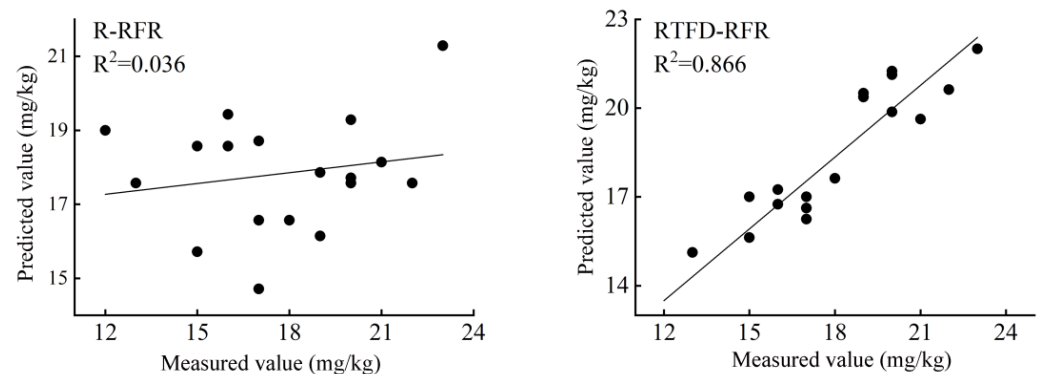 R-RFR
R²=0.036
Predicted value (mg/kg)
21
19
17
15
12 15 18 21 24
Measured value (mg/kg)
RTFD-RFR
R²=0.866
Predicted value (mg/kg)
23
20
17
14
12 15 18 21 24
Measured value (mg/kg)